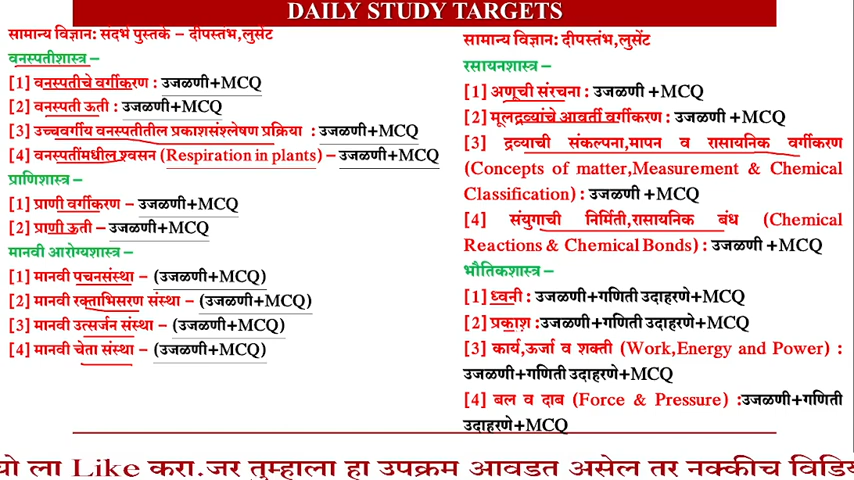 DAILY STUDY TARGETS
सामान्य विज्ञान: संदर्भ पुस्तके – दीपस्तंभ,लुसेंट
वनस्पतीशास्त्र –
[1] वनस्पतीचे वर्गीकरण : उजळणी+MCQ
[2] वनस्पती ऊती : उजळणी+MCQ
[3] उच्चवर्गीय वनस्पतीतील प्रकाशसंश्लेषण प्रक्रिया : उजळणी+MCQ
[4] वनस्पतींमधील श्वसन (Respiration in plants) – उजळणी+MCQ
प्राणिशास्त्र –
[1] प्राणी वर्गीकरण – उजळणी+MCQ
[2] प्राणी ऊती – उजळणी+MCQ
मानवी आरोग्यशास्त्र –
[1] मानवी पचनसंस्था – (उजळणी+MCQ)
[2] मानवी रक्ताभिसरण संस्था – (उजळणी+MCQ)
[3] मानवी उत्सर्जन संस्था – (उजळणी+MCQ)
[4] मानवी चेता संस्था – (उजळणी+MCQ)
सामान्य विज्ञान: दीपस्तंभ,लुसेंट
रसायनशास्त्र –
[1] अणूची संरचना : उजळणी +MCQ
[2] मूलद्रव्यांचे आवर्ती वर्गीकरण : उजळणी +MCQ
[3] द्रव्याची संकल्पना,मापन व रासायनिक वर्गीकरण
(Concepts of matter,Measurement & Chemical
Classification) : उजळणी +MCQ
[4] संयुगाची निर्मिती,रासायनिक बंध (Chemical
Reactions & Chemical Bonds) : उजळणी +MCQ
भौतिकशास्त्र –
[1] ध्वनी : उजळणी+गणिती उदाहरणे+MCQ
[2] प्रकाश :उजळणी+गणिती उदाहरणे+MCQ
[3] कार्य,ऊर्जा व शक्ती (Work,Energy and Power) :
उजळणी+गणिती उदाहरणे+MCQ
[4] बल व दाब (Force & Pressure) :उजळणी+गणिती
उदाहरणे+MCQ
यो ला Like करा.जर तुम्हाला हा उपक्रम आवडत असेल तर नक्कीच विडि